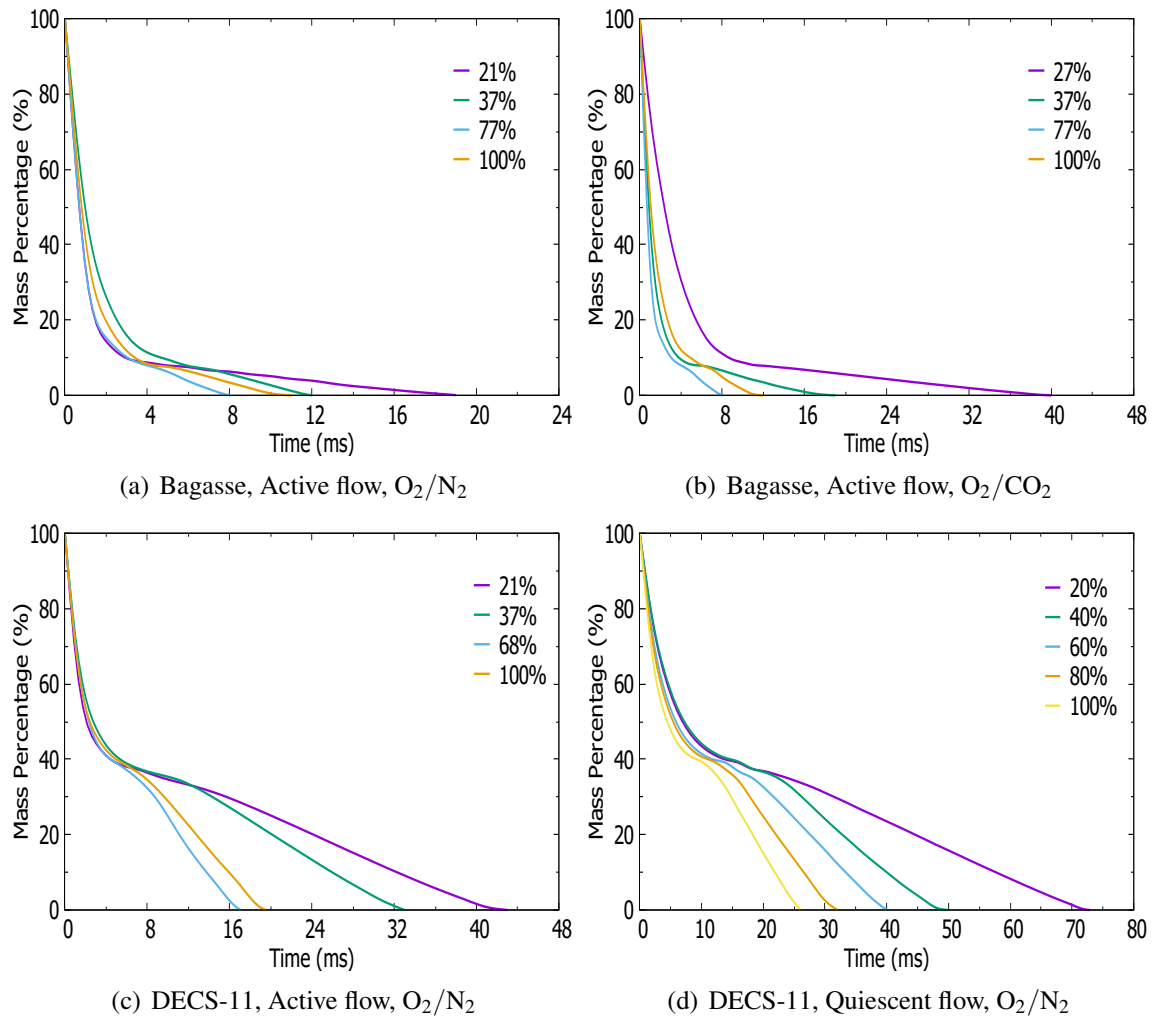 100
80
60
40
20
0
Mass Percentage (%)
21%
37%
77%
100%
0 4 8 12 16 20 24
Time (ms)
(a) Bagasse, Active flow, O₂/N₂
100
80
60
40
20
0
Mass Percentage (%)
27%
37%
77%
100%
0 8 16 24 32 40 48
Time (ms)
(b) Bagasse, Active flow, O₂/CO₂
100
80
60
40
20
0
Mass Percentage (%)
21%
37%
68%
100%
0 8 16 24 32 40 48
Time (ms)
(c) DECS-11, Active flow, O₂/N₂
100
80
60
40
20
0
Mass Percentage (%)
20%
40%
60%
80%
100%
0 10 20 30 40 50 60 70 80
Time (ms)
(d) DECS-11, Quiescent flow, O₂/N₂